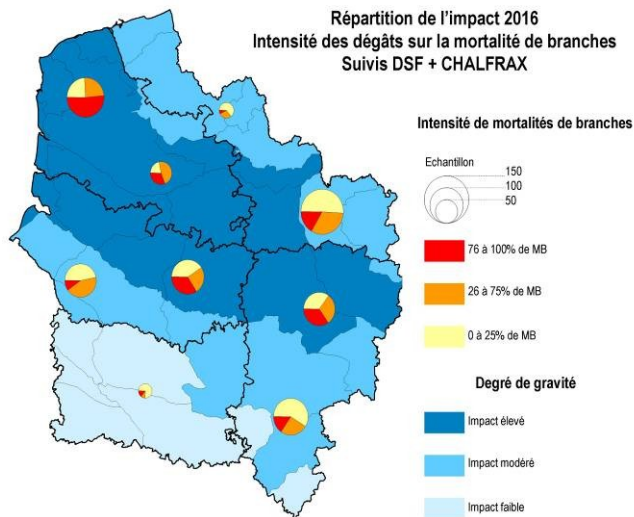 Répartition de l'impact 2016
Intensité des dégâts sur la mortalité de branches
Suivis DSF + CHALFRAX
Intensité de mortalités de branches
Echantillon
150
100
50
76 à 100% de MB
26 à 75% de MB
0 à 25% de MB
Degré de gravité
Impact élevé
Impact modéré
Impact faible